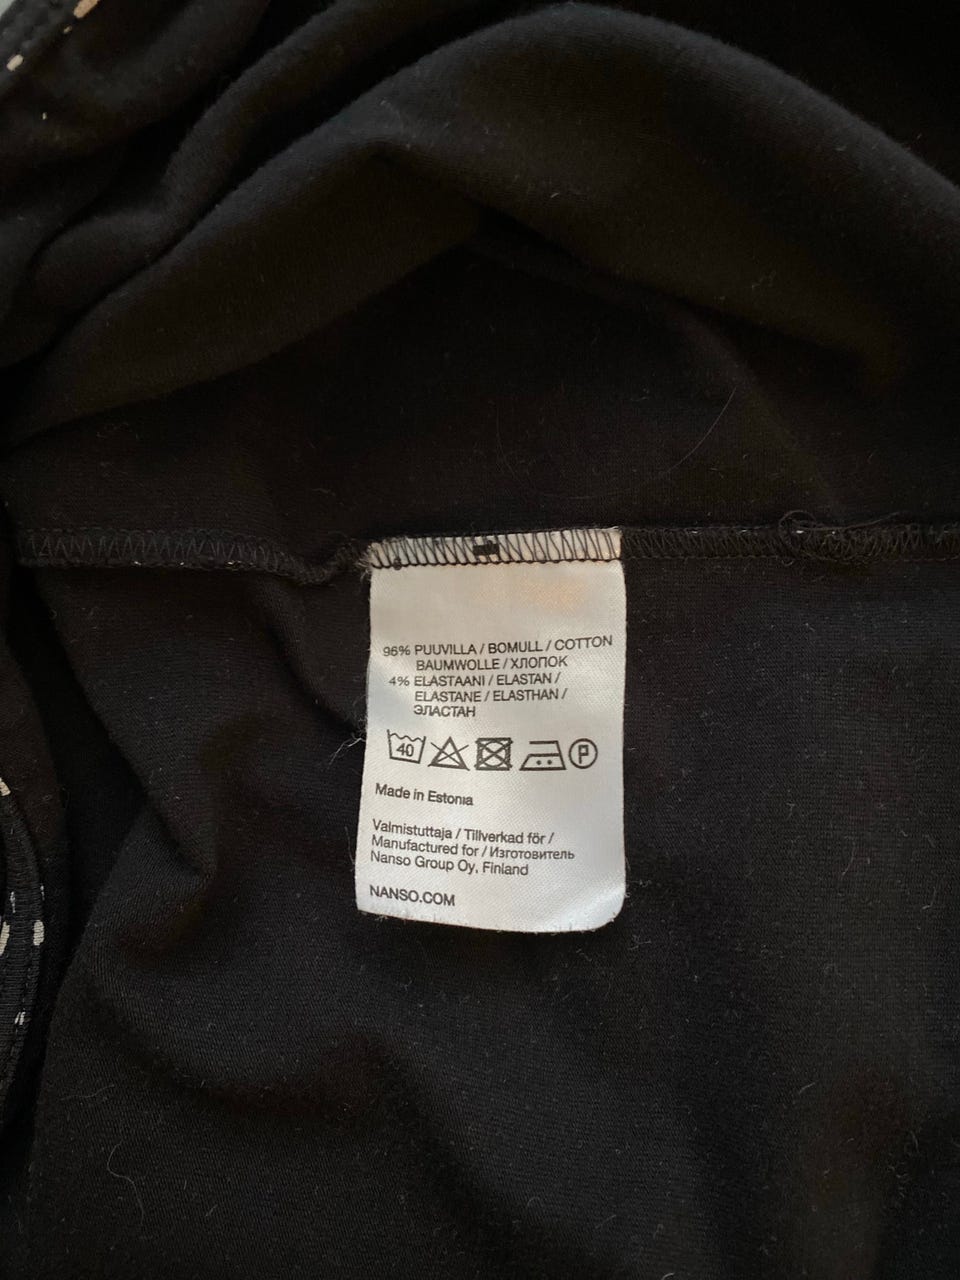 96% PUUVILLA / BOMULL / COTTON
BAUMWOLLE / ХЛОПОК
4% ELASTAANI / ELASTAN /
ELASTANE / ELASTHAN /
ЭЛАСТАН
40 P
Made in Estonia
Valmistuttaja / Tillverkad för /
Manufactured for / Изготовитель
Nanso Group Oy, Finland
NANSO.COM